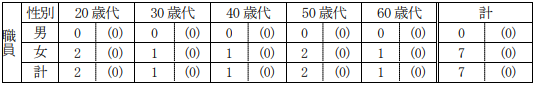 職員 性別 20歳代 30歳代 40歳代 50歳代 60歳代 計
男 0 (0) 0 (0) 0 (0) 0 (0) 0 (0) 0 (0)
女 2 (0) 1 (0) 1 (0) 2 (0) 1 (0) 7 (0)
計 2 (0) 1 (0) 1 (0) 2 (0) 1 (0) 7 (0)